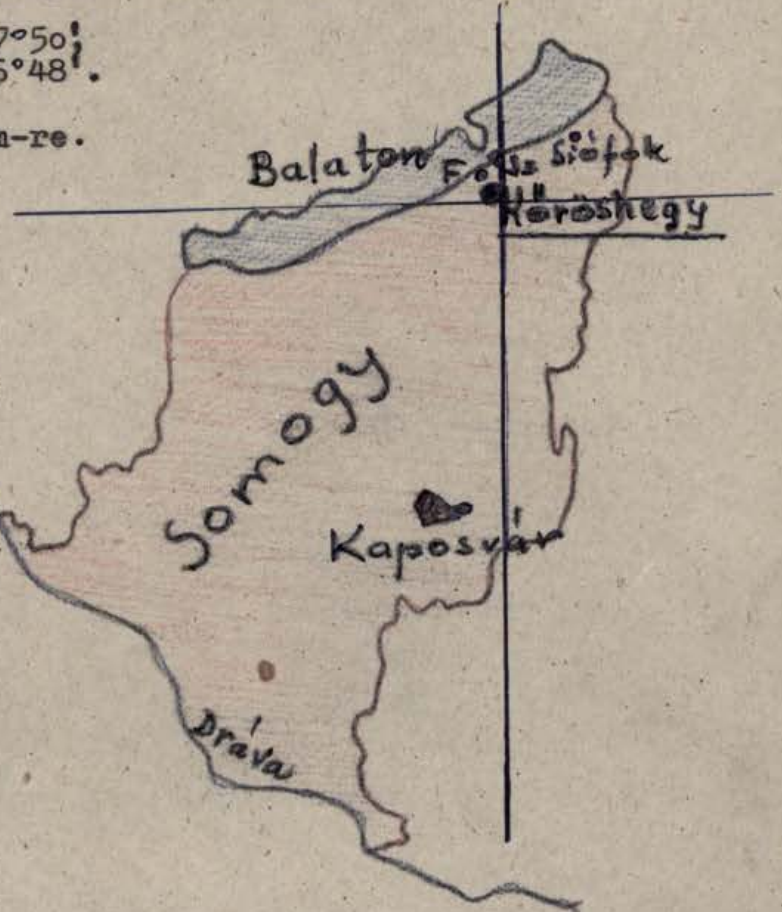 7°50',
6°48'.
-re.
Balaton
Siófok
Kőröshegy
Somogy
Kaposvár
Dráva